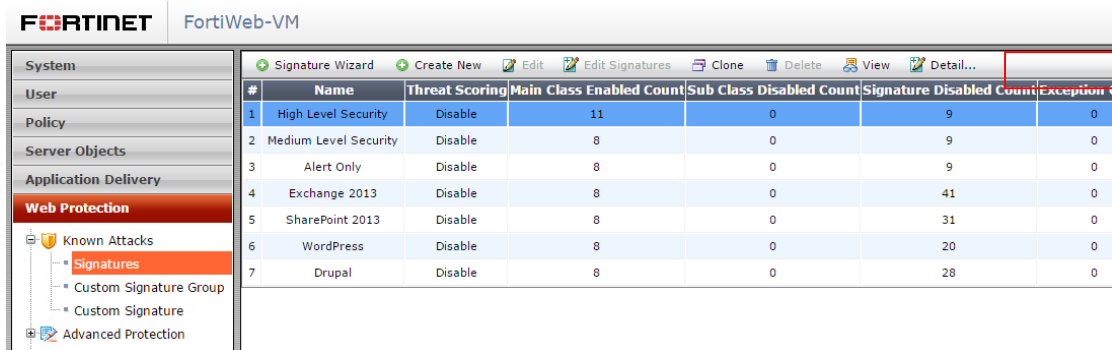 FORTINET FortiWeb-VM
System
User
Policy
Server Objects
Application Delivery
Web Protection
Known Attacks
Signatures
Custom Signature Group
Custom Signature
Advanced Protection
Signature Wizard Create New Edit Edit Signatures Clone Delete View Detail...
# Name Threat Scoring Main Class Enabled Count Sub Class Disabled Count Signature Disabled Count Exception
1 High Level Security Disable 11 0 9 0
2 Medium Level Security Disable 8 0 9 0
3 Alert Only Disable 8 0 9 0
4 Exchange 2013 Disable 8 0 41 0
5 SharePoint 2013 Disable 8 0 31 0
6 WordPress Disable 8 0 20 0
7 Drupal Disable 8 0 28 0